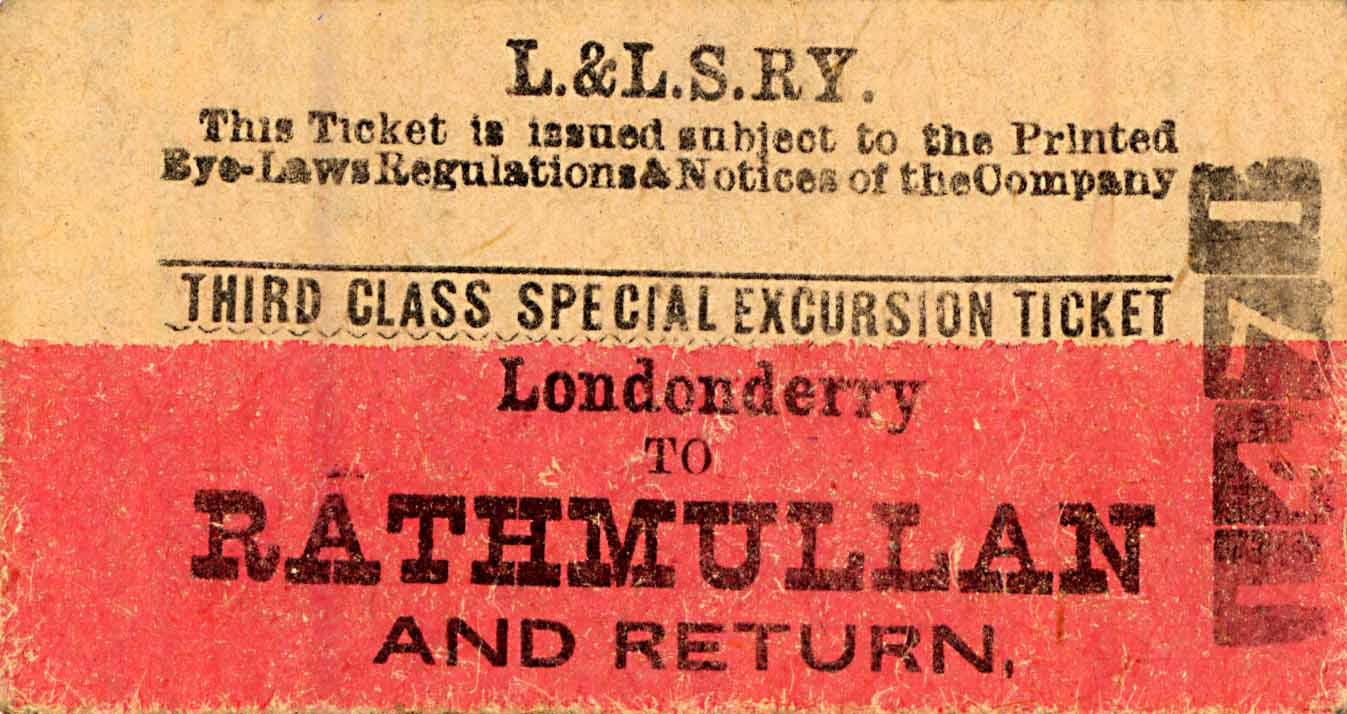 L.&L.S.RY.
This Ticket is issued subject to the Printed
Bye-Laws Regulations & Notices of the Company
THIRD CLASS SPECIAL EXCURSION TICKET
Londonderry
TO
RATHMULLAN
AND RETURN,